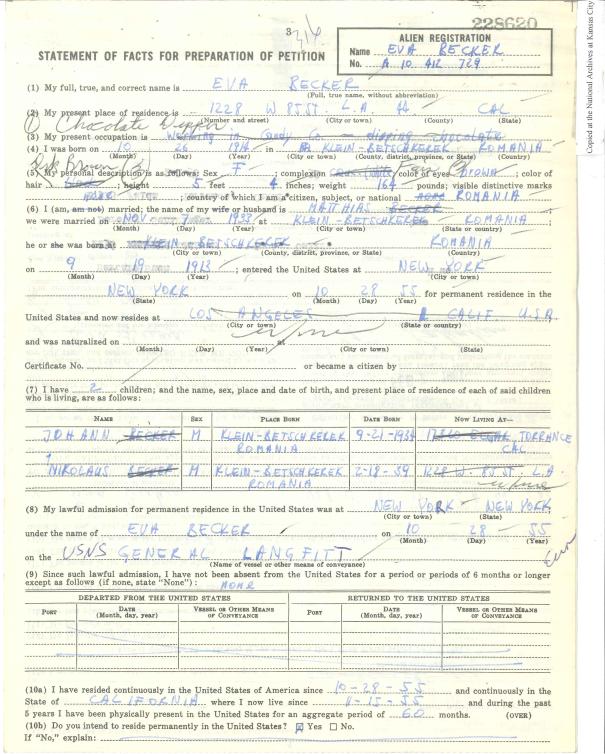 228620
3
316
ALIEN REGISTRATION
STATEMENT OF FACTS FOR PREPARATION OF PETITION
Name EVA BECKER
No. A 10 412 729
Copied at the National Archives at Kansas City
(1) My full, true, and correct name is EVA BECKER
(Full, true name, without abbreviation)
(2) My present place of residence is 1228 W 85 ST. L.A. 44 CAL
(Number and street) (City or town) (County) (State)
① Chocolate Dipper
(3) My present occupation is Working in Candy Co - dipping chocolate
(4) I was born on 10 26 1914 in KLEIN-BETSCHKEREK ROMANIA
(Month) (Day) (Year) (City or town) (County, district, province, or State) (Country)
Dark Brown (2)
(5) My personal description is as follows: Sex F; complexion color of eyes; color of
hair; height 5 feet 4 inches; weight 164 pounds; visible distinctive marks
; country of which I am a citizen, subject, or national ROMANIA
(6) I (am, am not) married, the name of my wife or husband is MATTHIAS BECKER
we were married on NOV 1933 at KLEIN-BETSCHKEREK ROMANIA;
(Month) (Day) (Year) (City or town) (State or country)
he or she was born at KLEIN-BETSCHKEREK ROMANIA
(City or town) (County, district, province, or State) (Country)
on 9 19 1913; entered the United States at NEW YORK
(Month) (Day) (Year) (City or town)
NEW YORK on 10 28 55 for permanent residence in the
(State) (Month) (Day) (Year)
United States and now resides at LOS ANGELES CALIF U.S.A.
(City or town) (State or country)
and was naturalized on at
(Month) (Day) (Year) (City or town) (State)
Certificate No. or became a citizen by
(7) I have 2 children; and the name, sex, place and date of birth, and present place of residence of each of said children
who is living, are as follows:
NAME SEX PLACE BORN DATE BORN NOW LIVING AT—
JOHANN BECKER M KLEIN-BETSCHKEREK 9-21-1934 TORRANCE
ROMANIA CAL
NIKOLAUS BECKER M KLEIN-BETSCHKEREK 2-18-39 1228 W. 85 ST. L.A.
ROMANIA
(8) My lawful admission for permanent residence in the United States was at NEW YORK NEW YORK
(City or town) (State)
under the name of EVA BECKER on 10 28 55
(Month) (Day) (Year)
on the USNS GENERAL LANGFITT
(Name of vessel or other means of conveyance)
(9) Since such lawful admission, I have not been absent from the United States for a period or periods of 6 months or longer
except as follows (if none, state "None"): NONE
DEPARTED FROM THE UNITED STATES RETURNED TO THE UNITED STATES
PORT DATE (Month, day, year) VESSEL OR OTHER MEANS OF CONVEYANCE PORT DATE (Month, day, year) VESSEL OR OTHER MEANS OF CONVEYANCE
(10a) I have resided continuously in the United States of America since 10-28-55 and continuously in the
State of CALIFORNIA where I now live since 11-15-55 and during the past
5 years I have been physically present in the United States for an aggregate period of 60 months. (OVER)
(10b) Do you intend to reside permanently in the United States? ☒ Yes ☐ No.
If "No," explain: